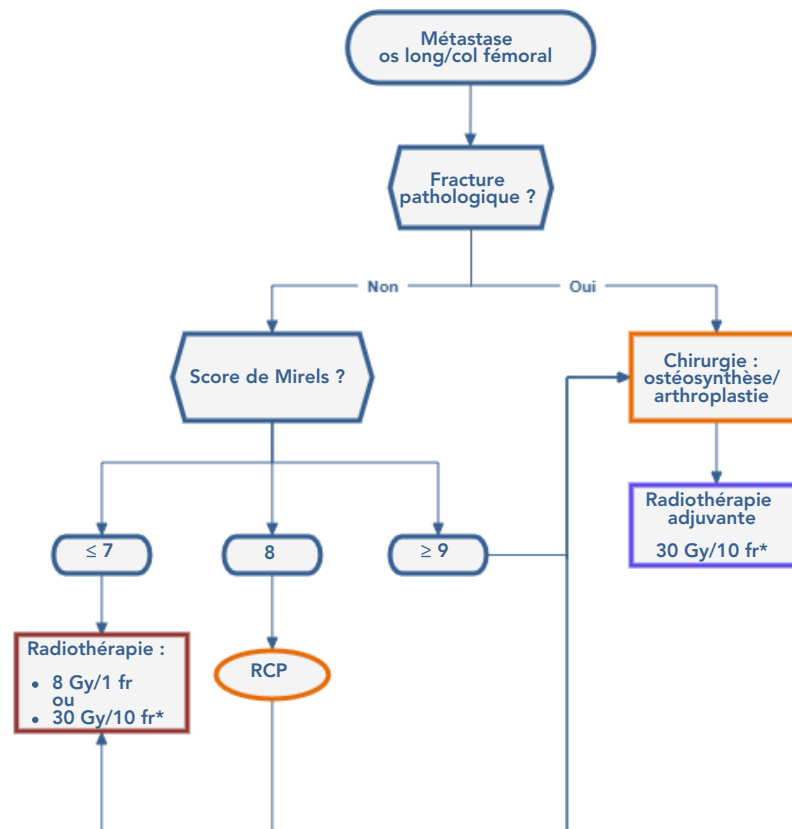 Métastase
os long/col fémoral
Fracture
pathologique ?
Non
Oui
Score de Mirels ?
Chirurgie :
ostéosynthèse/
arthroplastie
Radiothérapie
adjuvante
30 Gy/10 fr*
≤ 7
8
≥ 9
Radiothérapie :
• 8 Gy/1 fr
ou
• 30 Gy/10 fr*
RCP